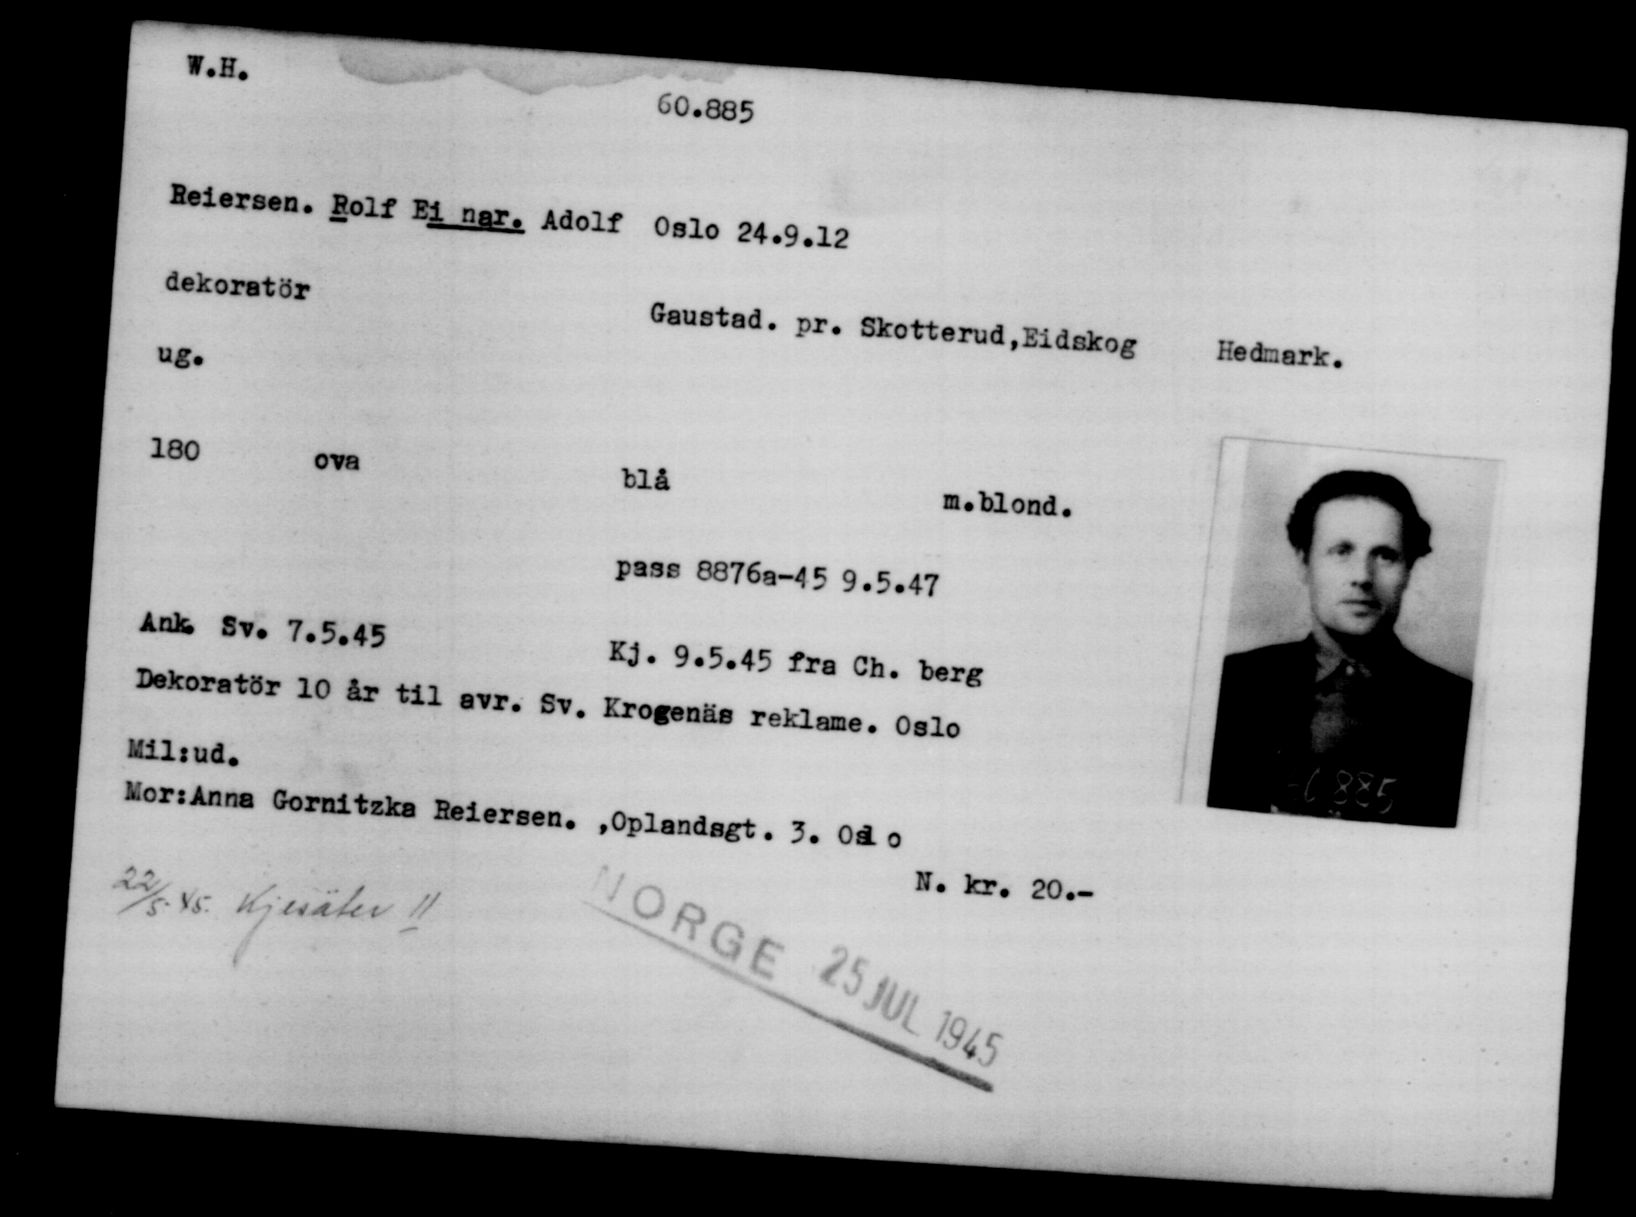 W.H.
60.885
Reiersen. Rolf Ei nar. Adolf Oslo 24.9.12
dekoratör
Gaustad. pr. Skotterud,Eidskog Hedmark.
ug.
180 ova blå m.blond.
pass 8876a-45 9.5.47
Ank. Sv. 7.5.45 Kj. 9.5.45 fra Ch. berg
Dekoratör 10 år til avr. Sv. Krogenäs reklame. Oslo
Mil:ud.
Mor:Anna Gornitzka Reiersen. ,Oplandsgt. 3. Oslo
N. kr. 20.-
22/5-45. Kjesäter II
NORGE 25 JUL 1945
885